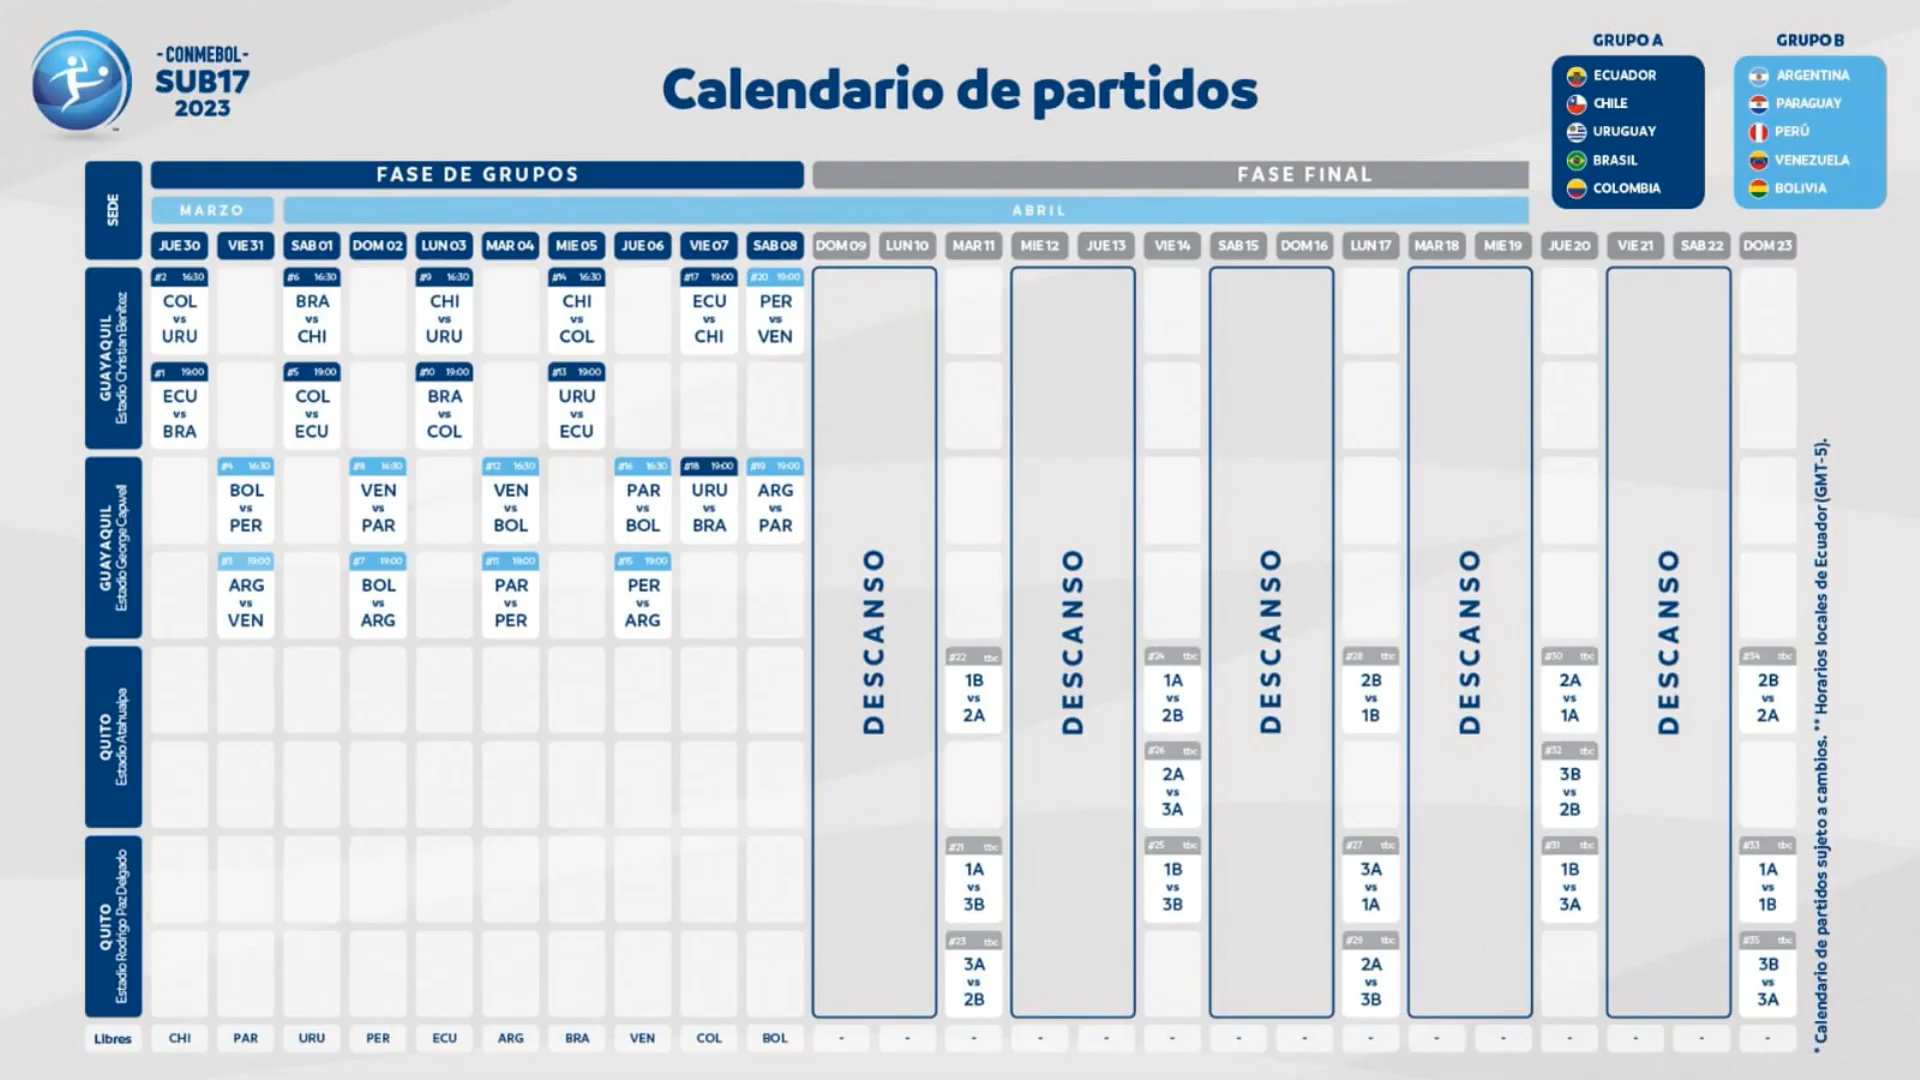 - CONMEBOL -
SUB17
2023
Calendario de partidos
GRUPO A
ECUADOR
CHILE
URUGUAY
BRASIL
COLOMBIA
GRUPO B
ARGENTINA
PARAGUAY
PERÚ
VENEZUELA
BOLIVIA
SEDE
FASE DE GRUPOS
FASE FINAL
MARZO
ABRIL
JUE 30 VIE 31 SAB 01 DOM 02 LUN 03 MAR 04 MIE 05 JUE 06 VIE 07 SAB 08 DOM 09 LUN 10 MAR 11 MIE 12 JUE 13 VIE 14 SAB 15 DOM 16 LUN 17 MAR 18 MIE 19 JUE 20 VIE 21 SAB 22 DOM 23
GUAYAQUIL
Estadio Christian Benítez
#2 16:30 #6 16:30 #9 16:30 #14 16:30 #17 19:00 #20 19:00
COL BRA CHI CHI ECU PER
vs vs vs vs vs vs
URU CHI URU COL CHI VEN
#1 19:00 #5 19:00 #10 19:00 #13 19:00
ECU COL BRA URU
vs vs vs vs
BRA ECU COL ECU
GUAYAQUIL
Estadio George Capwell
#4 16:30 #8 16:30 #12 16:30 #16 16:30 #18 19:00 #19 19:00
BOL VEN VEN PAR URU ARG
vs vs vs vs vs vs
PER PAR BOL BOL BRA PAR
#3 19:00 #7 19:00 #11 19:00 #15 19:00
ARG BOL PAR PER
vs vs vs vs
VEN ARG PER ARG
DESCANSO
DESCANSO
DESCANSO
DESCANSO
DESCANSO
QUITO
Estadio Atahualpa
#22 tbc #24 tbc #28 tbc #30 tbc #34 tbc
1B 1A 2B 2A 2B
vs vs vs vs vs
2A 2B 1B 1A 2A
#26 tbc #32 tbc
2A 3B
vs vs
3A 2B
QUITO
Estadio Rodrigo Paz Delgado
#21 tbc #25 tbc #27 tbc #31 tbc #33 tbc
1A 1B 3A 1B 1A
vs vs vs vs vs
3B 3B 1A 3A 1B
#23 tbc #29 tbc #35 tbc
3A 2A 3B
vs vs vs
2B 3B 3A
Libres CHI PAR URU PER ECU ARG BRA VEN COL BOL - - - - - - - - - - - - - - -
* Calendario de partidos sujeto a cambios. ** Horarios locales de Ecuador (GMT-5).